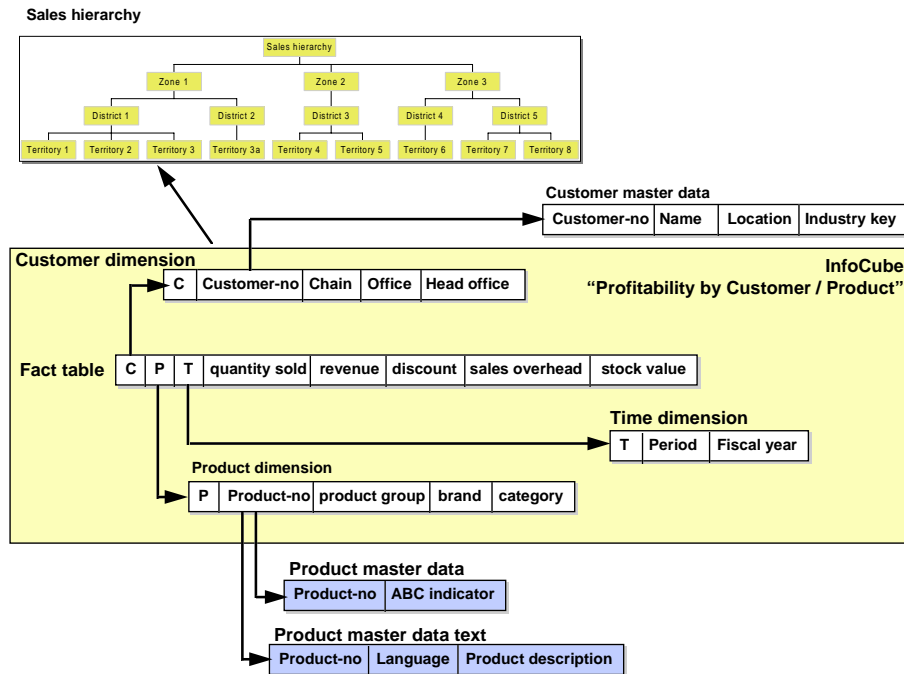 Sales hierarchy
Sales hierarchy
Zone 1 Zone 2 Zone 3
District 1 District 2 District 3 District 4 District 5
Territory 1 Territory 2 Territory 3 Territory 3a Territory 4 Territory 5 Territory 6 Territory 7 Territory 8
Customer master data
Customer-no Name Location Industry key
Customer dimension
InfoCube
“Profitability by Customer / Product”
C Customer-no Chain Office Head office
Fact table
C P T quantity sold revenue discount sales overhead stock value
Time dimension
T Period Fiscal year
Product dimension
P Product-no product group brand category
Product master data
Product-no ABC indicator
Product master data text
Product-no Language Product description